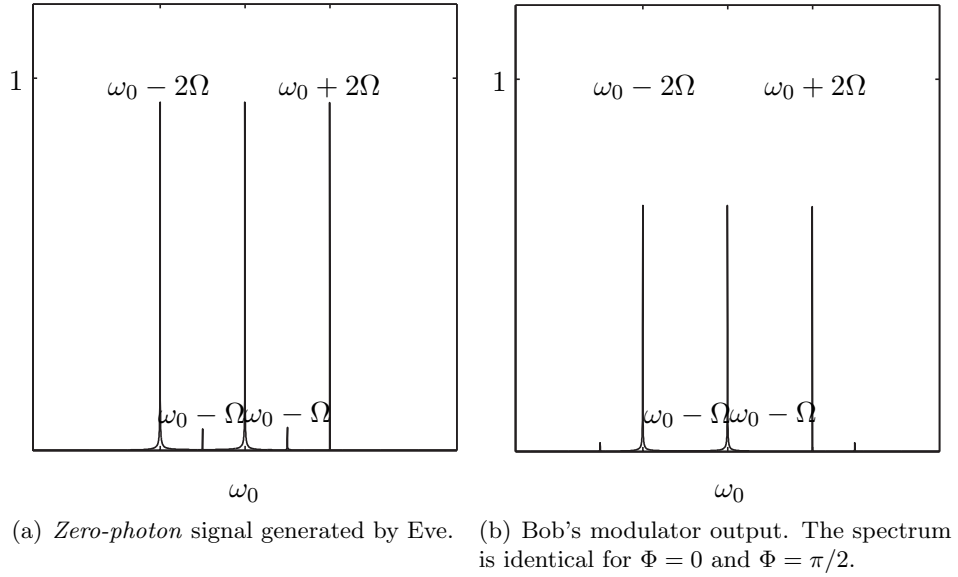 1
ω₀ − 2Ω
ω₀ + 2Ω
ω₀ − Ω
ω₀ − Ω
ω₀
(a) Zero-photon signal generated by Eve.
1
ω₀ − 2Ω
ω₀ + 2Ω
ω₀ − Ω
ω₀ − Ω
ω₀
(b) Bob's modulator output. The spectrum
is identical for Φ = 0 and Φ = π/2.